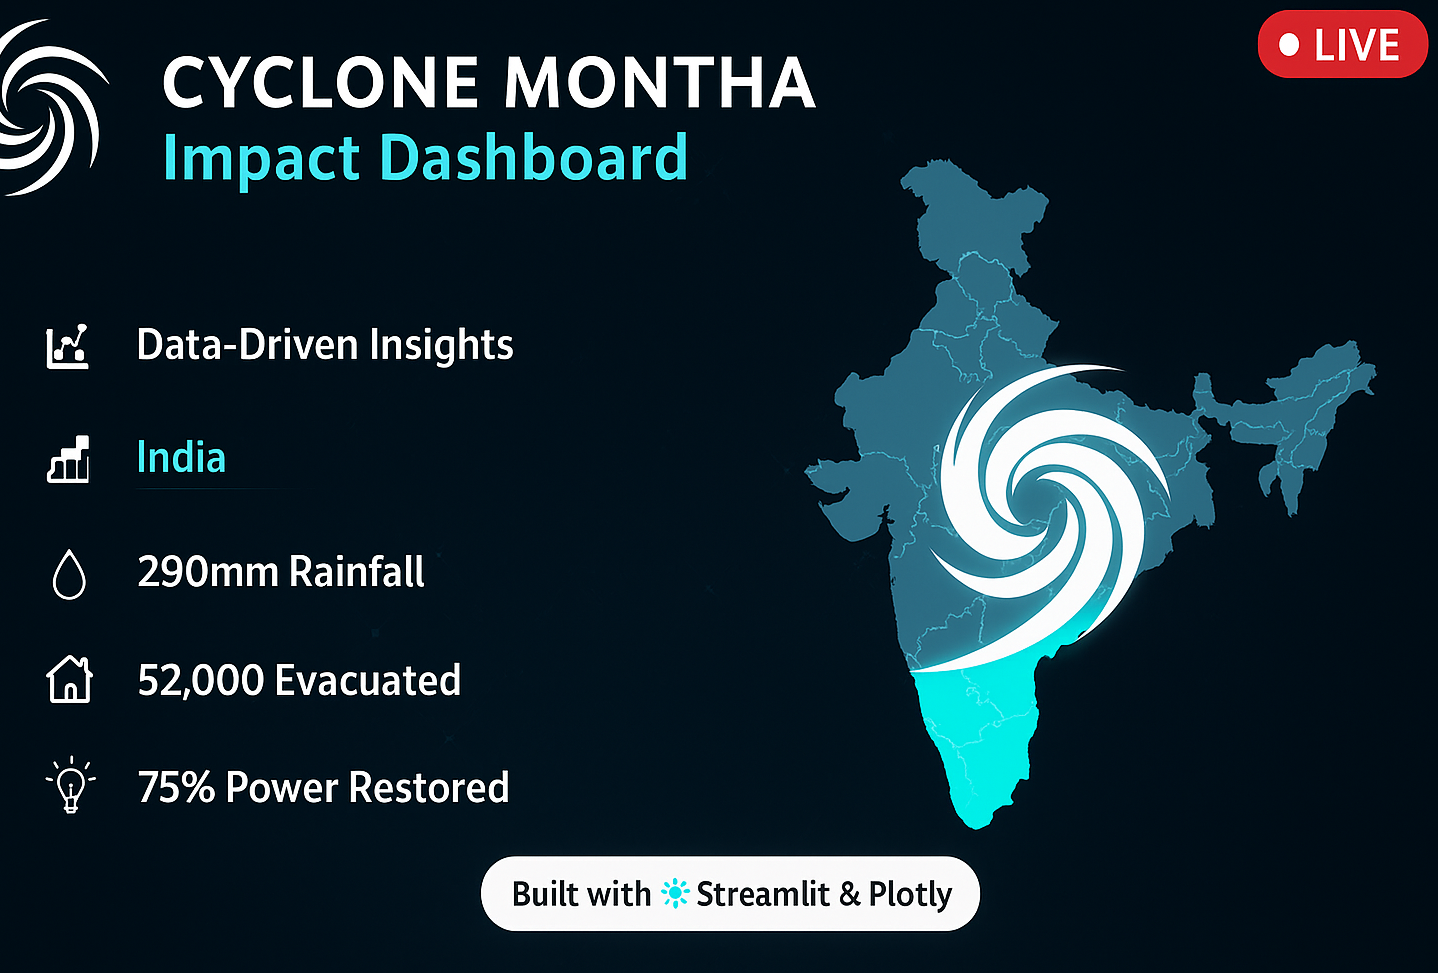 LIVE
CYCLONE MONTHA
Impact Dashboard
Data-Driven Insights
India
290mm Rainfall
52,000 Evacuated
75% Power Restored
Built with Streamlit & Plotly